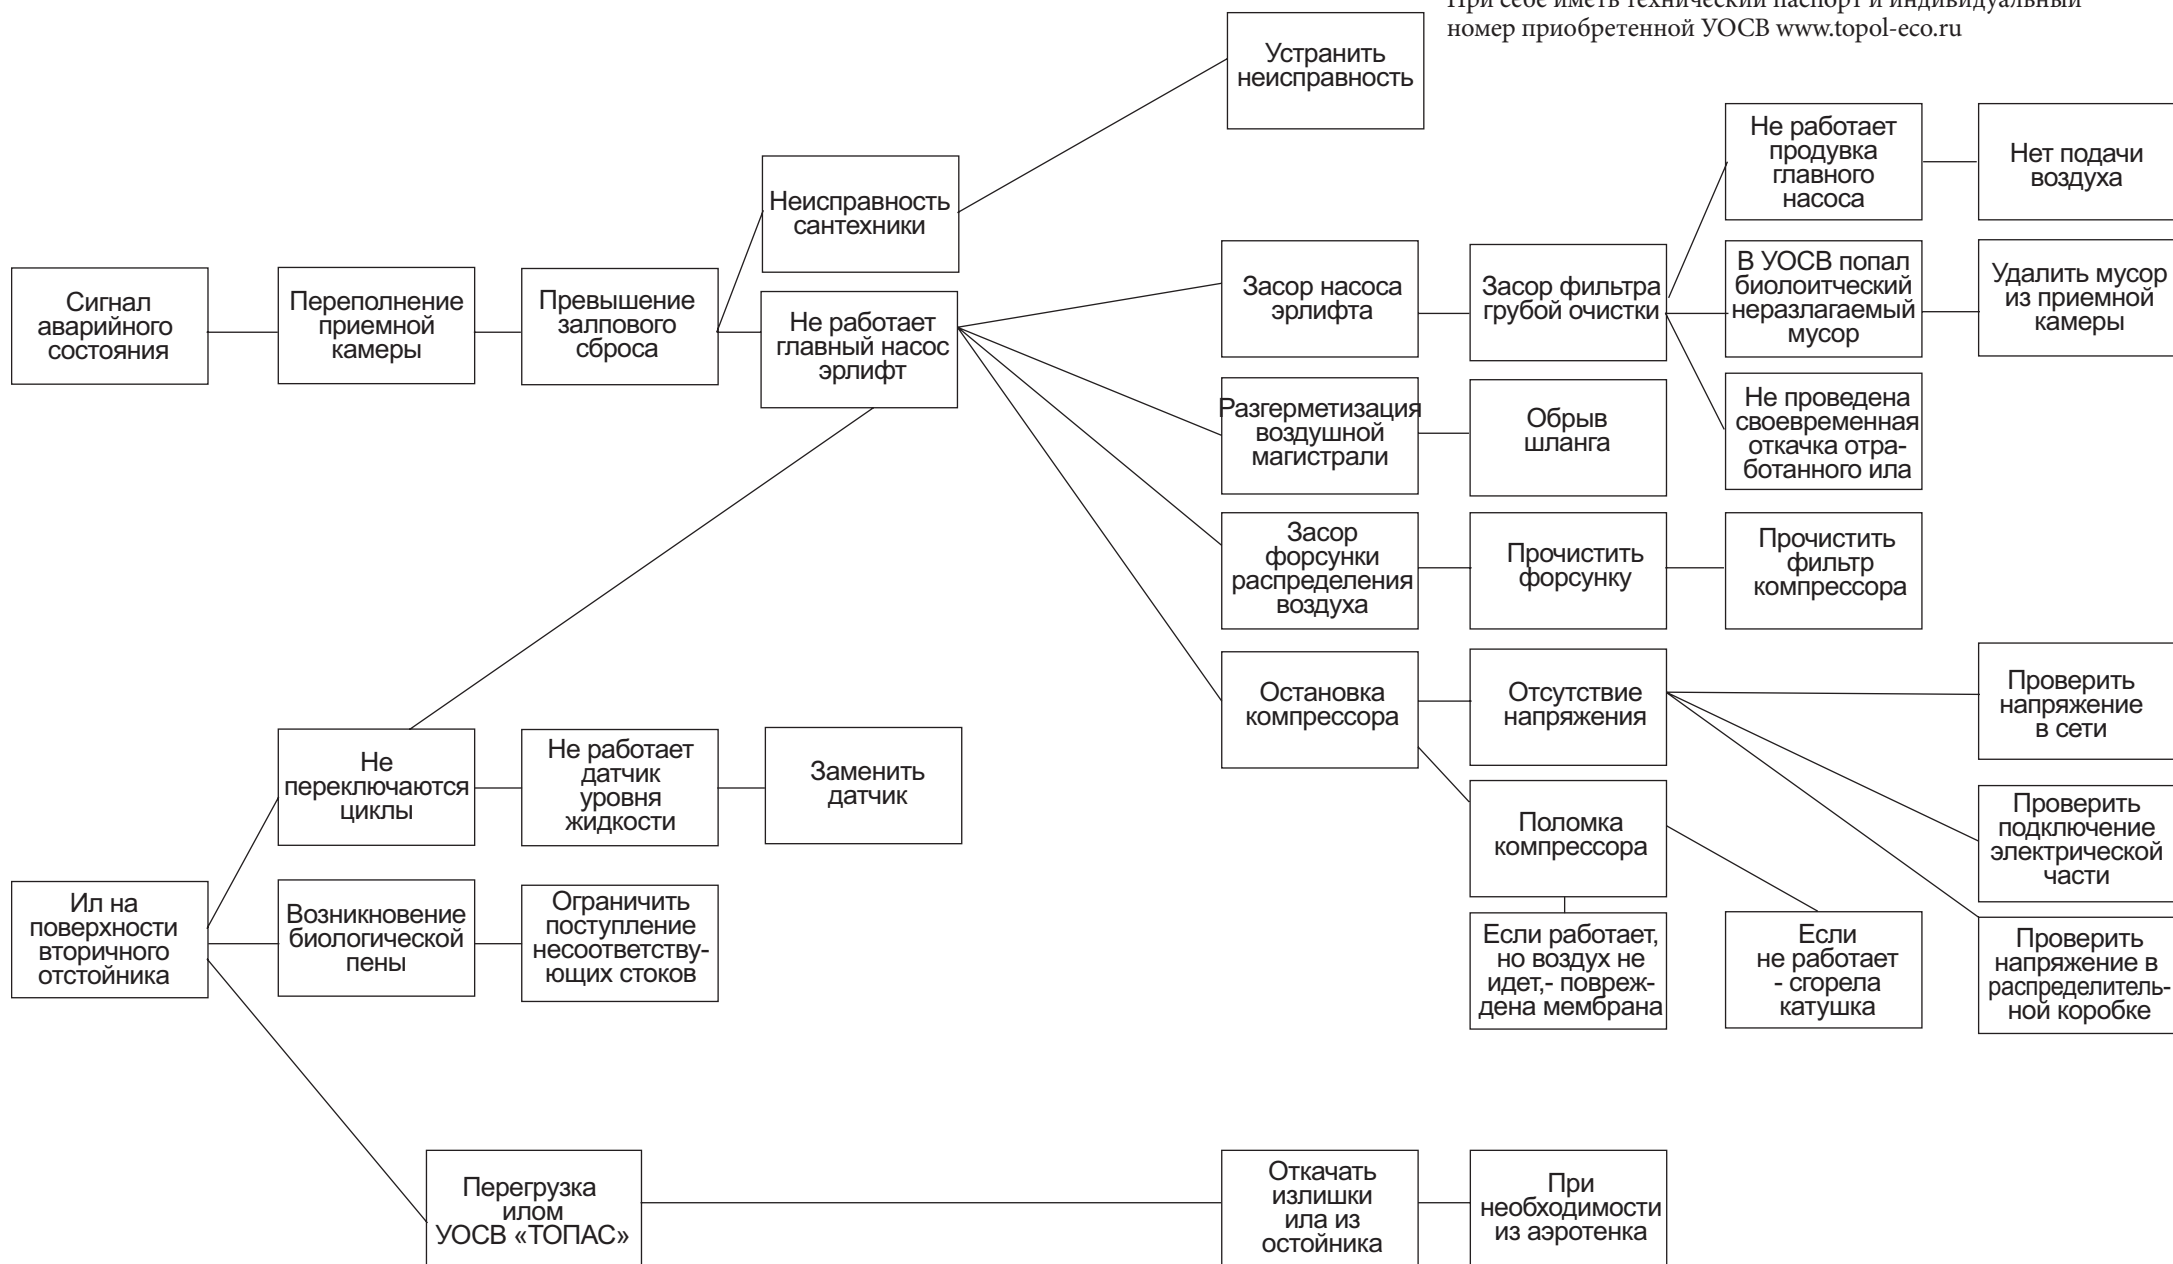 При себе иметь технический паспорт и индивидуальный
номер приобретенной УОСВ www.topol-eco.ru
Устранить
неисправность
Не работает
продувка
главного
насоса
Нет подачи
воздуха
Неисправность
сантехники
Сигнал
аварийного
состояния
Переполнение
приемной
камеры
Превышение
залпового
сброса
Не работает
главный насос
эрлифт
Засор насоса
эрлифта
Засор фильтра
грубой очистки
В УОСВ попал
биолоитческий
неразлагаемый
мусор
Удалить мусор
из приемной
камеры
Разгерметизация
воздушной
магистрали
Обрыв
шланга
Не проведена
своевременная
откачка отра-
ботанного ила
Засор
форсунки
распределения
воздуха
Прочистить
форсунку
Прочистить
фильтр
компрессора
Остановка
компрессора
Отсутствие
напряжения
Проверить
напряжение
в сети
Не
переключаются
циклы
Не работает
датчик
уровня
жидкости
Заменить
датчик
Поломка
компрессора
Проверить
подключение
электрической
части
Ил на
поверхности
вторичного
отстойника
Возникновение
биологической
пены
Ограничить
поступление
несоответству-
ющих стоков
Если работает,
но воздух не
идет,- повреж-
дена мембрана
Если
не работает
- сгорела
катушка
Проверить
напряжение в
распределитель-
ной коробке
Перегрузка
илом
УОСВ «ТОПАС»
Откачать
излишки
ила из
остойника
При
необходимости
из аэротенка